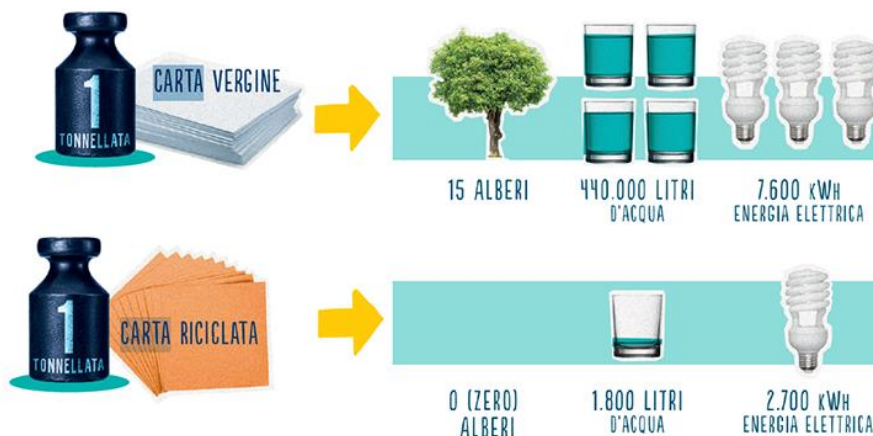 1
TONNELLATA
CARTA VERGINE
15 ALBERI
440.000 LITRI
D'ACQUA
7.600 KWH
ENERGIA ELETTRICA
1
TONNELLATA
CARTA RICICLATA
0 (ZERO)
ALBERI
1.800 LITRI
D'ACQUA
2.700 KWH
ENERGIA ELETTRICA